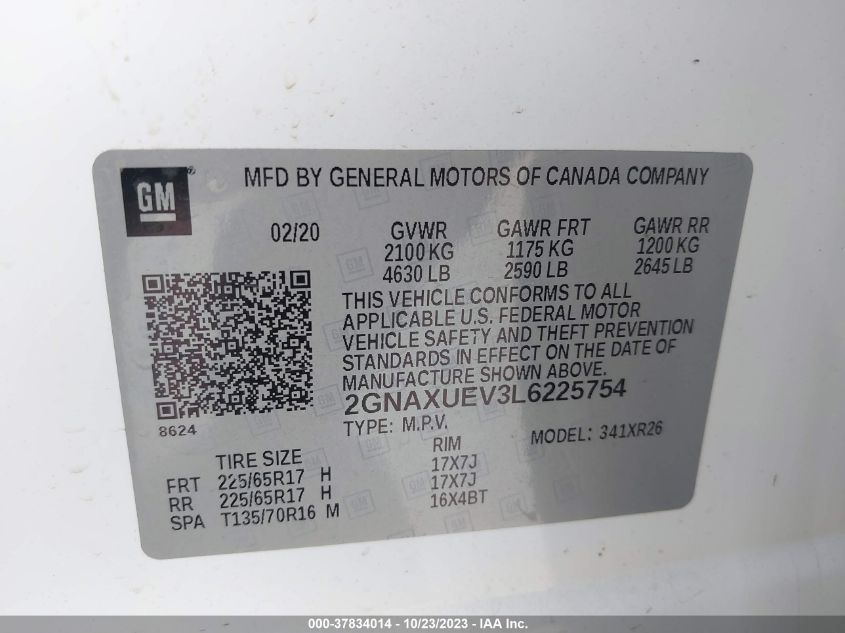 GM ®
MFD BY GENERAL MOTORS OF CANADA COMPANY
02/20 GVWR GAWR FRT GAWR RR
2100 KG 1175 KG 1200 KG
4630 LB 2590 LB 2645 LB
THIS VEHICLE CONFORMS TO ALL
APPLICABLE U.S. FEDERAL MOTOR
VEHICLE SAFETY AND THEFT PREVENTION
STANDARDS IN EFFECT ON THE DATE OF
MANUFACTURE SHOWN ABOVE.
2GNAXUEV3L6225754
8624
TYPE: M.P.V. MODEL: 341XR26
TIRE SIZE RIM
FRT 225/65R17 H 17X7J
RR 225/65R17 H 17X7J
SPA T135/70R16 M 16X4BT
000-37834014 - 10/23/2023 - IAA Inc.